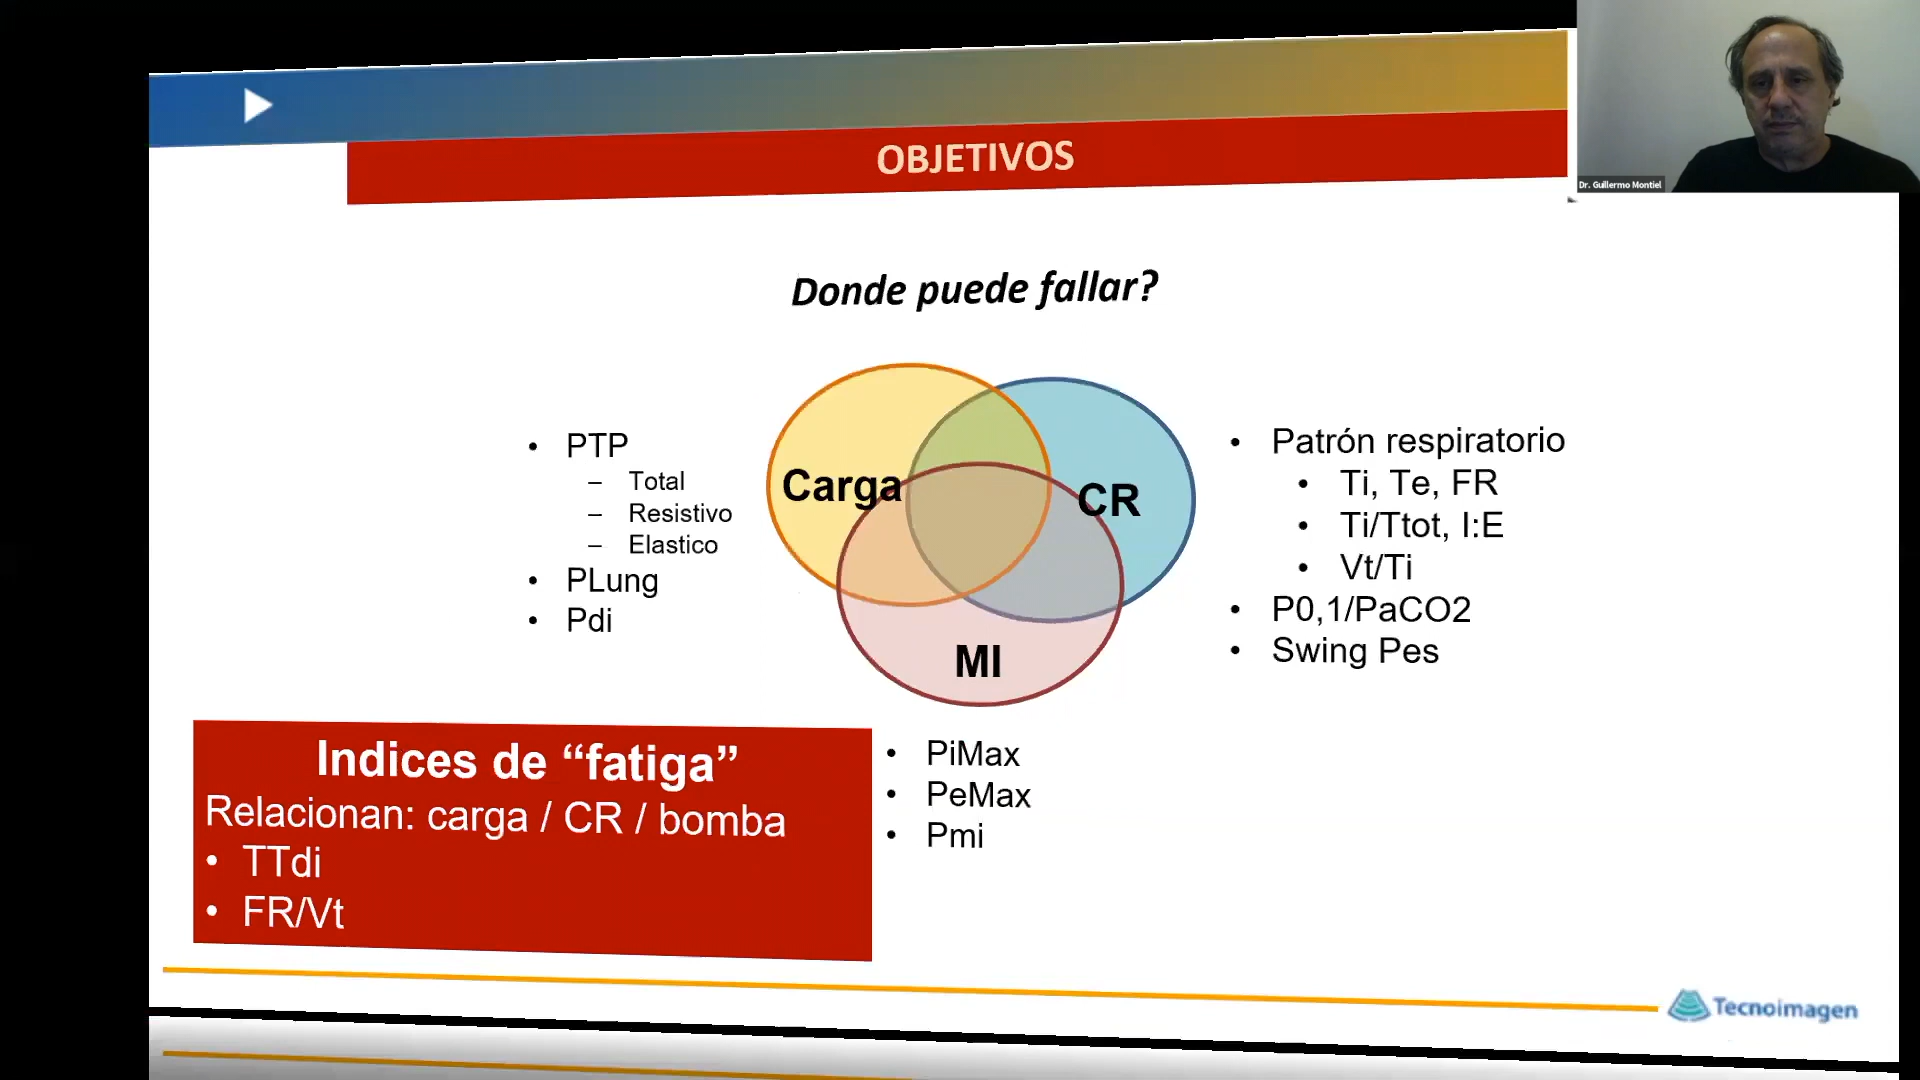 OBJETIVOS
Dr. Guillermo Montiel
Donde puede fallar?
• PTP
– Total
– Resistivo
– Elastico
• PLung
• Pdi
Carga
CR
MI
• Patrón respiratorio
• Ti, Te, FR
• Ti/Ttot, I:E
• Vt/Ti
• P0,1/PaCO2
• Swing Pes
• PiMax
• PeMax
• Pmi
Indices de “fatiga”
Relacionan: carga / CR / bomba
• TTdi
• FR/Vt
Tecnoimagen